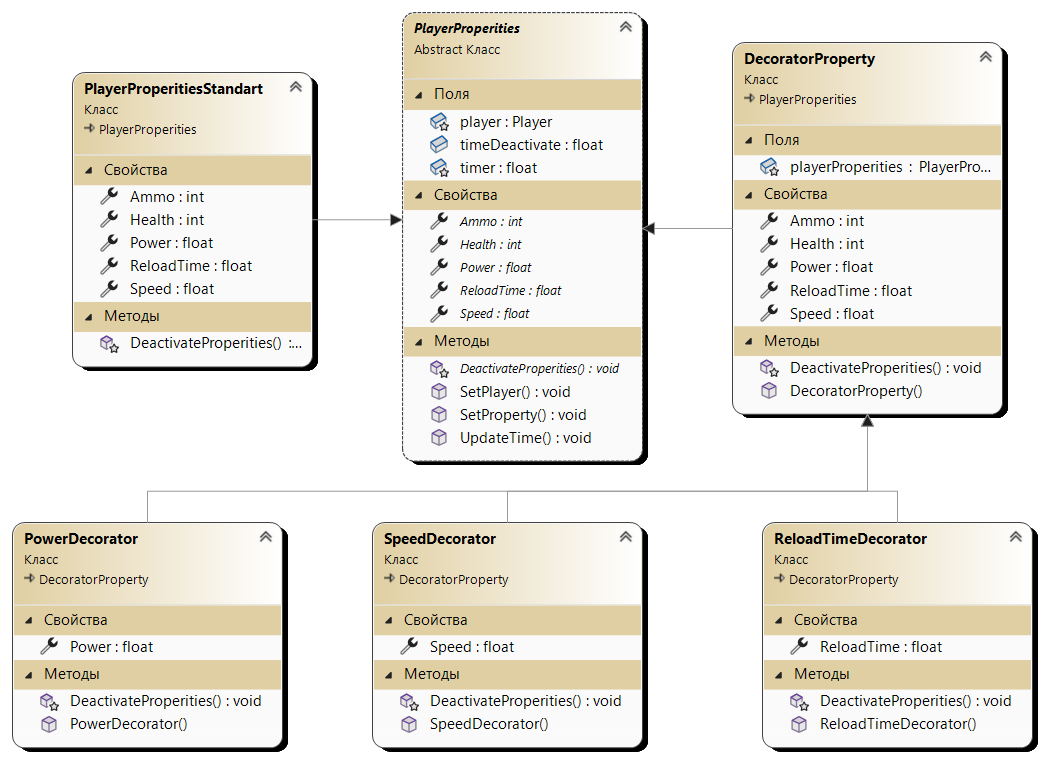 PlayerProperities
Abstract Класс
Поля
player : Player
timeDeactivate : float
timer : float
Свойства
Ammo : int
Health : int
Power : float
ReloadTime : float
Speed : float
Методы
DeactivateProperities() : void
SetPlayer() : void
SetProperty() : void
UpdateTime() : void
PlayerProperitiesStandart
Класс
PlayerProperities
Свойства
Ammo : int
Health : int
Power : float
ReloadTime : float
Speed : float
Методы
DeactivateProperities() :...
DecoratorProperty
Класс
PlayerProperities
Поля
playerProperities : PlayerPro...
Свойства
Ammo : int
Health : int
Power : float
ReloadTime : float
Speed : float
Методы
DeactivateProperities() : void
DecoratorProperty()
PowerDecorator
Класс
DecoratorProperty
Свойства
Power : float
Методы
DeactivateProperities() : void
PowerDecorator()
SpeedDecorator
Класс
DecoratorProperty
Свойства
Speed : float
Методы
DeactivateProperities() : void
SpeedDecorator()
ReloadTimeDecorator
Класс
DecoratorProperty
Свойства
ReloadTime : float
Методы
DeactivateProperities() : void
ReloadTimeDecorator()